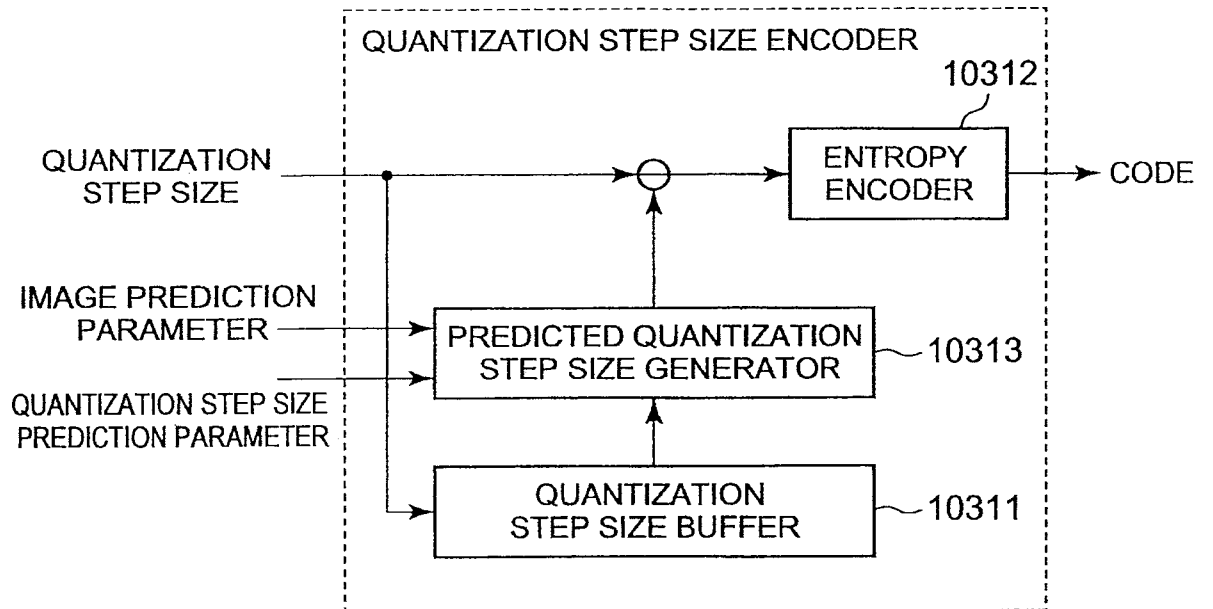 QUANTIZATION STEP SIZE ENCODER
10312
QUANTIZATION
STEP SIZE
ENTROPY
ENCODER
CODE
IMAGE PREDICTION
PARAMETER
PREDICTED QUANTIZATION
STEP SIZE GENERATOR
10313
QUANTIZATION STEP SIZE
PREDICTION PARAMETER
QUANTIZATION
STEP SIZE BUFFER
10311